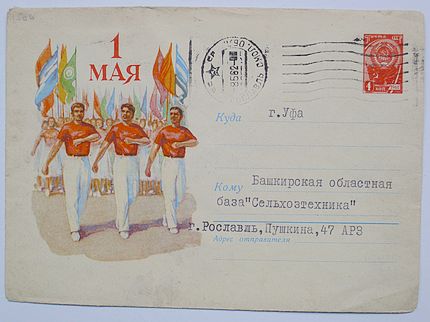 1
МАЯ
4
КОП
Куда
г.Уфа
Кому
Башкирская областная
база"Сельхозтехника"
г.Рославль,Пушкина,47 АРЗ
Адрес отправителя